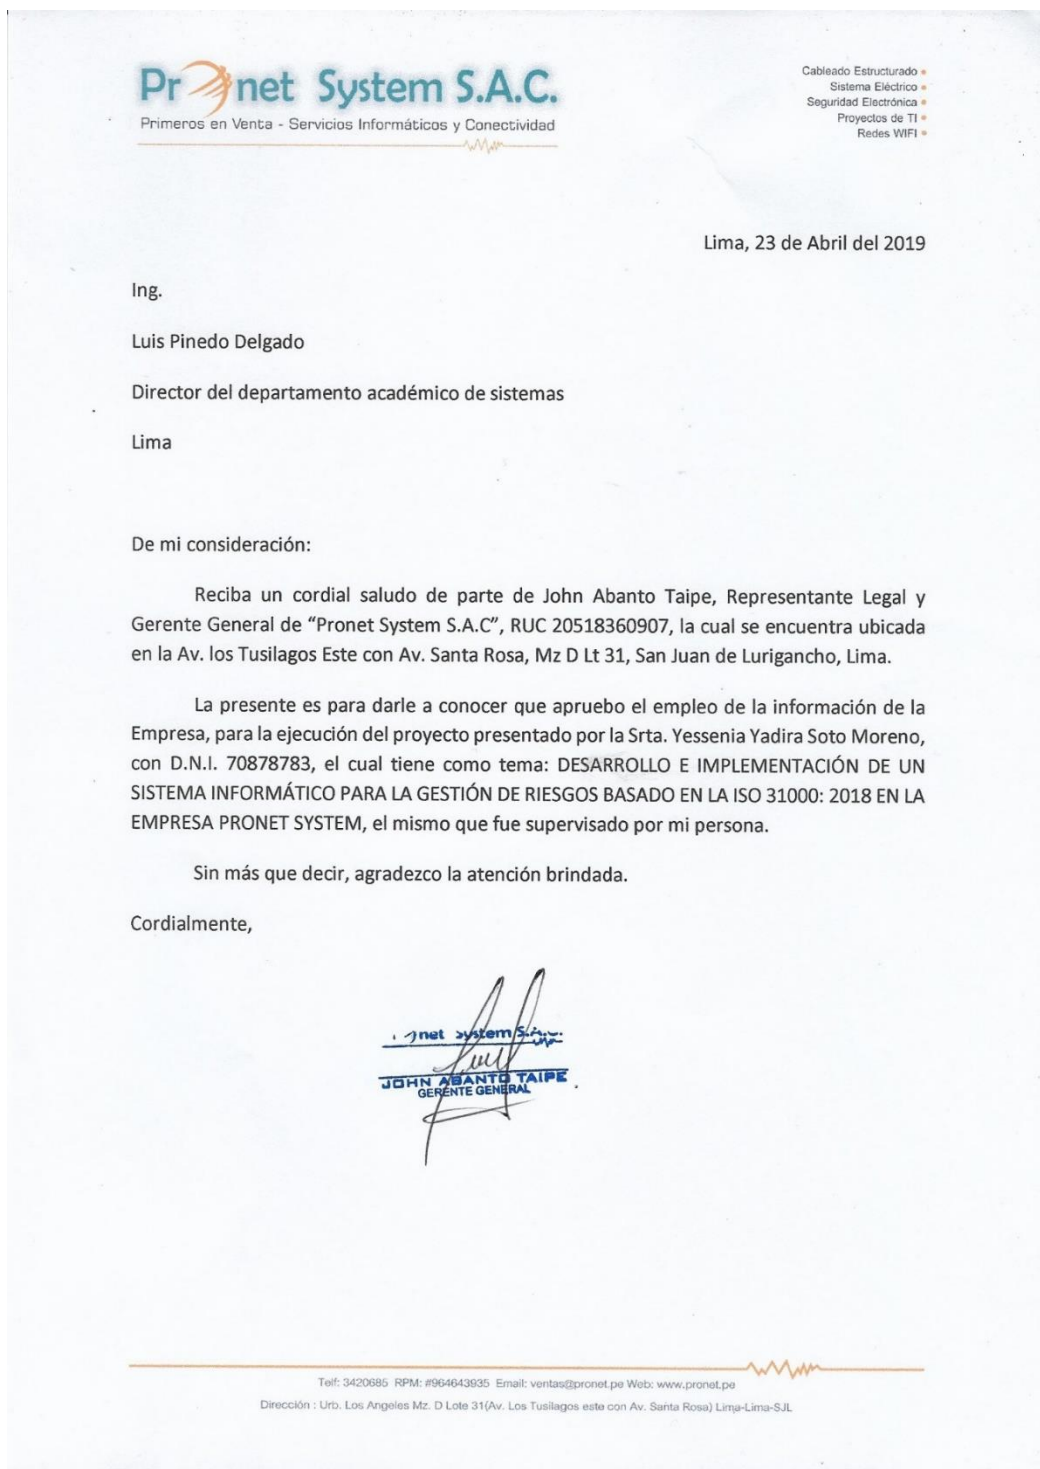 Pronet System S.A.C.
Primeros en Venta - Servicios Informáticos y Conectividad
Cableado Estructurado
Sistema Eléctrico
Seguridad Electrónica
Proyectos de TI
Redes WIFI
Lima, 23 de Abril del 2019
Ing.
Luis Pinedo Delgado
Director del departamento académico de sistemas
Lima
De mi consideración:
Reciba un cordial saludo de parte de John Abanto Taipe, Representante Legal y
Gerente General de “Pronet System S.A.C”, RUC 20518360907, la cual se encuentra ubicada
en la Av. los Tusilagos Este con Av. Santa Rosa, Mz D Lt 31, San Juan de Lurigancho, Lima.
La presente es para darle a conocer que apruebo el empleo de la información de la
Empresa, para la ejecución del proyecto presentado por la Srta. Yessenia Yadira Soto Moreno,
con D.N.I. 70878783, el cual tiene como tema: DESARROLLO E IMPLEMENTACIÓN DE UN
SISTEMA INFORMÁTICO PARA LA GESTIÓN DE RIESGOS BASADO EN LA ISO 31000: 2018 EN LA
EMPRESA PRONET SYSTEM, el mismo que fue supervisado por mi persona.
Sin más que decir, agradezco la atención brindada.
Cordialmente,
net System S.A.C.
JOHN ABANTO TAIPE
GERENTE GENERAL
Telf: 3420685 RPM: #964643935 Email: ventas@pronet.pe Web: www.pronet.pe
Dirección : Urb. Los Angeles Mz. D Lote 31(Av. Los Tusilagos este con Av. Santa Rosa) Lima-Lima-SJL